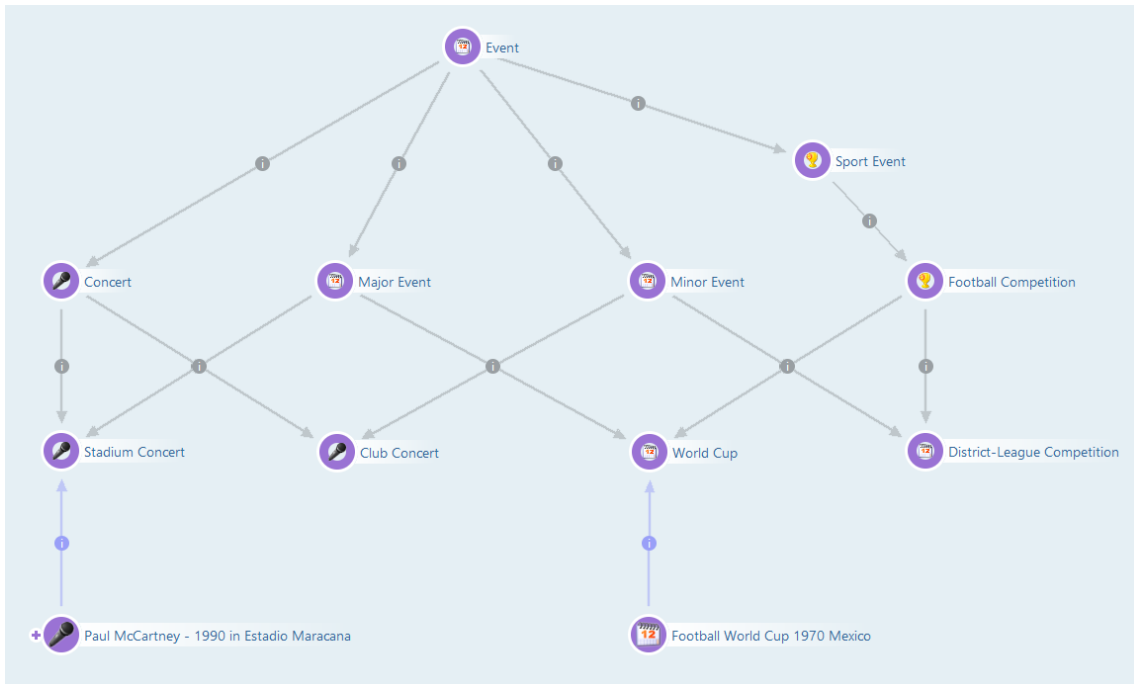 Event
Sport Event
Concert
Major Event
Minor Event
Football Competition
Stadium Concert
Club Concert
World Cup
District-League Competition
Paul McCartney - 1990 in Estadio Maracana
12
Football World Cup 1970 Mexico